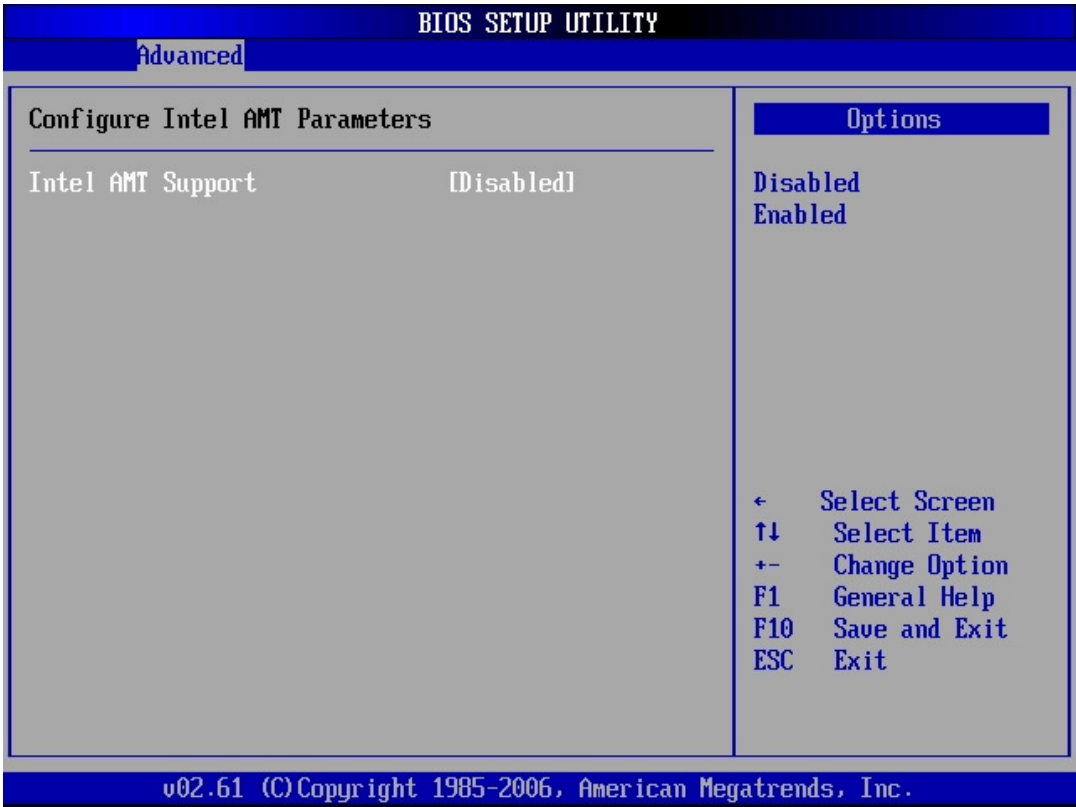 BIOS SETUP UTILITY
Advanced
Configure Intel AMT Parameters
Intel AMT Support [Disabled]
Options
Disabled
Enabled
← Select Screen
↑↓ Select Item
+- Change Option
F1 General Help
F10 Save and Exit
ESC Exit
v02.61 (C)Copyright 1985-2006, American Megatrends, Inc.